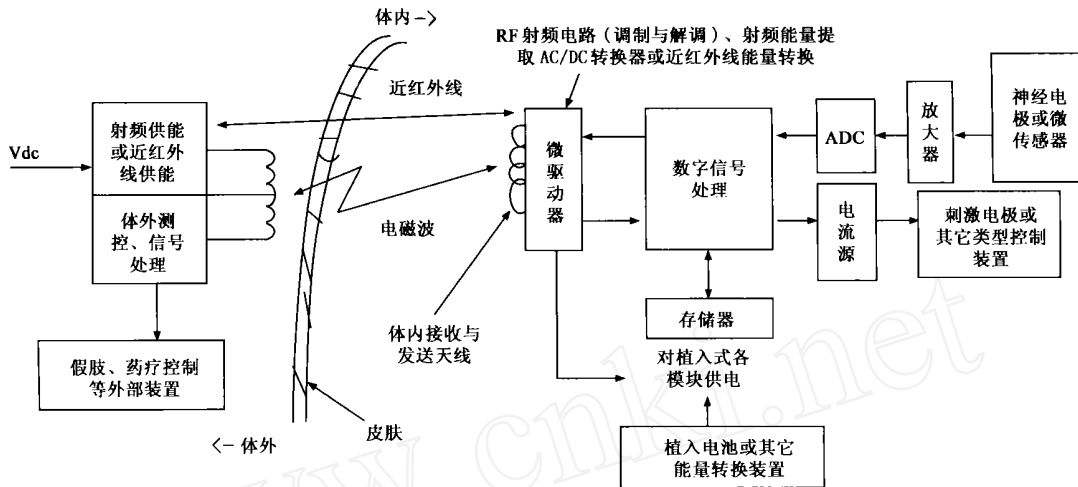 体内->
RF 射频电路（调制与解调）、射频能量提
取 AC/DC 转换器或近红外线能量转换
近红外线
Vdc
射频供能
或近红外
线供能
体外测
控、信号
处理
电磁波
微
驱
动
器
数字信号
处理
ADC
放
大
器
神经电
极或微
传感器
电
流
源
刺激电极或
其它类型控制
装置
体内接收与
发送天线
存储器
对植入式各
模块供电
假肢、药疗控制
等外部装置
皮肤
<-体外
植入电池或其它
能量转换装置
www.cnki.net